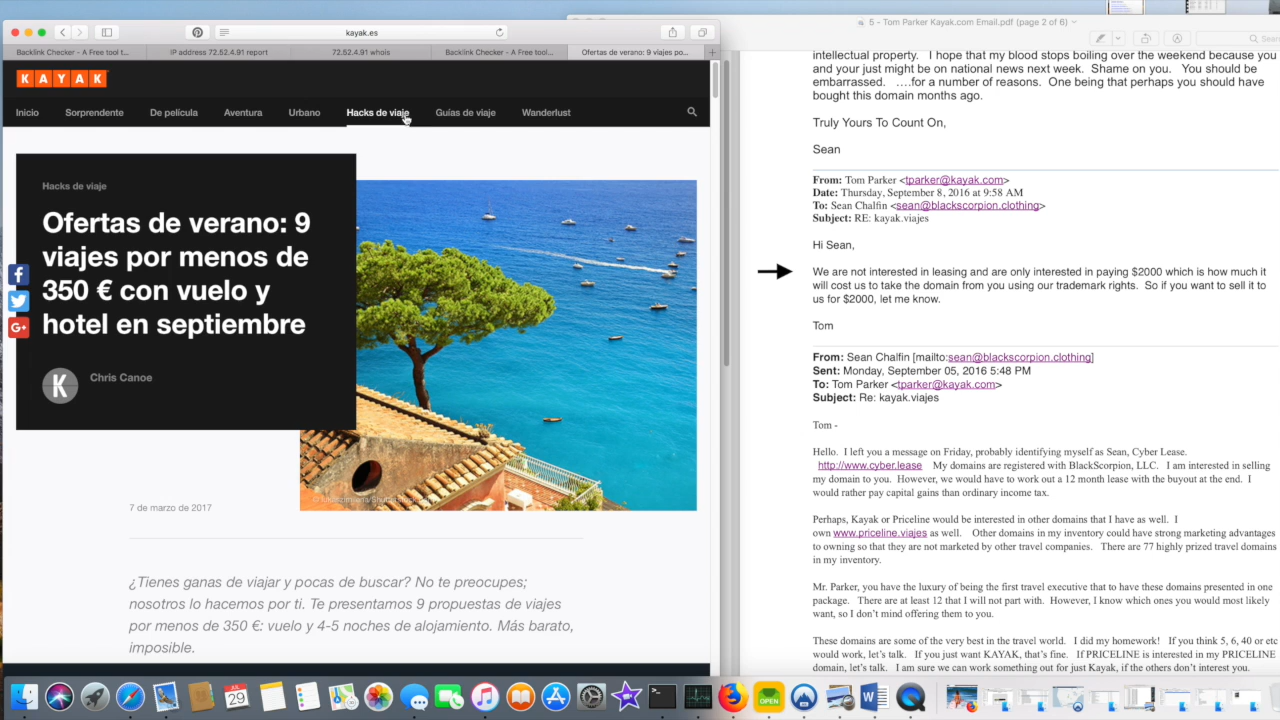 5 - Tom Parker Kayak.com Email.pdf (page 2 of 6)
kayak.es
Backlink Checker - A Free tool t...
IP address 72.52.4.91 report
72.52.4.91 whois
Backlink Checker - A Free tool...
Ofertas de verano: 9 viajes po...
KAYAK
Inicio
Sorprendente
De película
Aventura
Urbano
Hacks de viaje
Guías de viaje
Wanderlust
Hacks de viaje
Ofertas de verano: 9
viajes por menos de
350 € con vuelo y
hotel en septiembre
K
Chris Canoe
7 de marzo de 2017
¿Tienes ganas de viajar y pocas de buscar? No te preocupes;
nosotros lo hacemos por ti. Te presentamos 9 propuestas de viajes
por menos de 350 €: vuelo y 4-5 noches de alojamiento. Más barato,
imposible.
intellectual property. I hope that my blood stops boiling over the weekend because you
and your just might be on national news next week. Shame on you. You should be
embarrassed. ....for a number of reasons. One being that perhaps you should have
bought this domain months ago.
Truly Yours To Count On,
Sean
From: Tom Parker <tparker@kayak.com>
Date: Thursday, September 8, 2016 at 9:58 AM
To: Sean Chalfin <sean@blackscorpion.clothing>
Subject: RE: kayak.viajes
Hi Sean,
We are not interested in leasing and are only interested in paying $2000 which is how much it
will cost us to take the domain from you using our trademark rights. So if you want to sell it to
us for $2000, let me know.
Tom
From: Sean Chalfin [mailto:sean@blackscorpion.clothing]
Sent: Monday, September 05, 2016 5:48 PM
To: Tom Parker <tparker@kayak.com>
Subject: Re: kayak.viajes
Tom -
Hello. I left you a message on Friday, probably identifying myself as Sean, Cyber Lease.
http://www.cyber.lease My domains are registered with BlackScorpion, LLC. I am interested in selling
my domain to you. However, we would have to work out a 12 month lease with the buyout at the end. I
would rather pay capital gains than ordinary income tax.
Perhaps, Kayak or Priceline would be interested in other domains that I have as well. I
own www.priceline.viajes as well. Other domains in my inventory could have strong marketing advantages
to owning so that they are not marketed by other travel companies. There are 77 highly prized travel domains
in my inventory.
Mr. Parker, you have the luxury of being the first travel executive that to have these domains presented in one
package. There are at least 12 that I will not part with. However, I know which ones you would most likely
want, so I don't mind offering them to you.
These domains are some of the very best in the travel world. I did my homework! If you think 5, 6, 40 or etc
would work, let's talk. If you just want KAYAK, that's fine. If PRICELINE is interested in my PRICELINE
domain, let's talk. I am sure we can work something out for just Kayak, if the others don't interest you.
JUL
29
OPEN